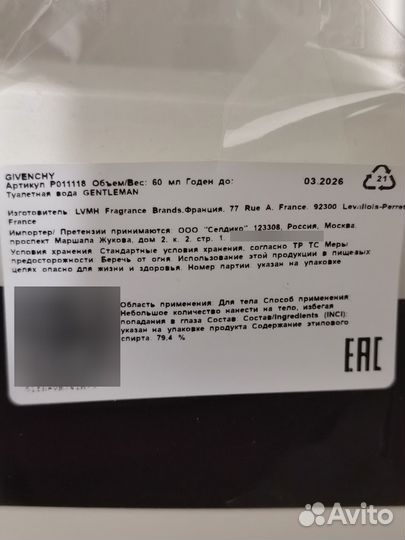 GIVENCHY
Артикул P011118 Объем/Вес: 60 мл Годен до: 03.2026
Туалетная вода GENTLEMAN
21
Изготовитель LVMH Fragrance Brands.Франция. 77 Rue A. France. 92300 Levallois-Perret
France
Импортер/ Претензии принимаются ООО "Селдико" 123308, Россия, Москва.
проспект Маршала Жукова, дом 2, к. 2, стр. 1.
Условия хранения Стандартные условия хранения, согласно ТР ТС Меры
предосторожности. Беречь от огня. Использование этой продукции в пищевых
целях опасно для жизни и здоровья. Номер партии указан на упаковке
Область применения. Для тела Способ применения
Небольшое количество нанести на тело, избегая
попадания в глаза Состав Состав/Ingredients (INCI):
указан на упаковке продукта Содержание этилового
спирта: 79,4 %
EAC
Avito